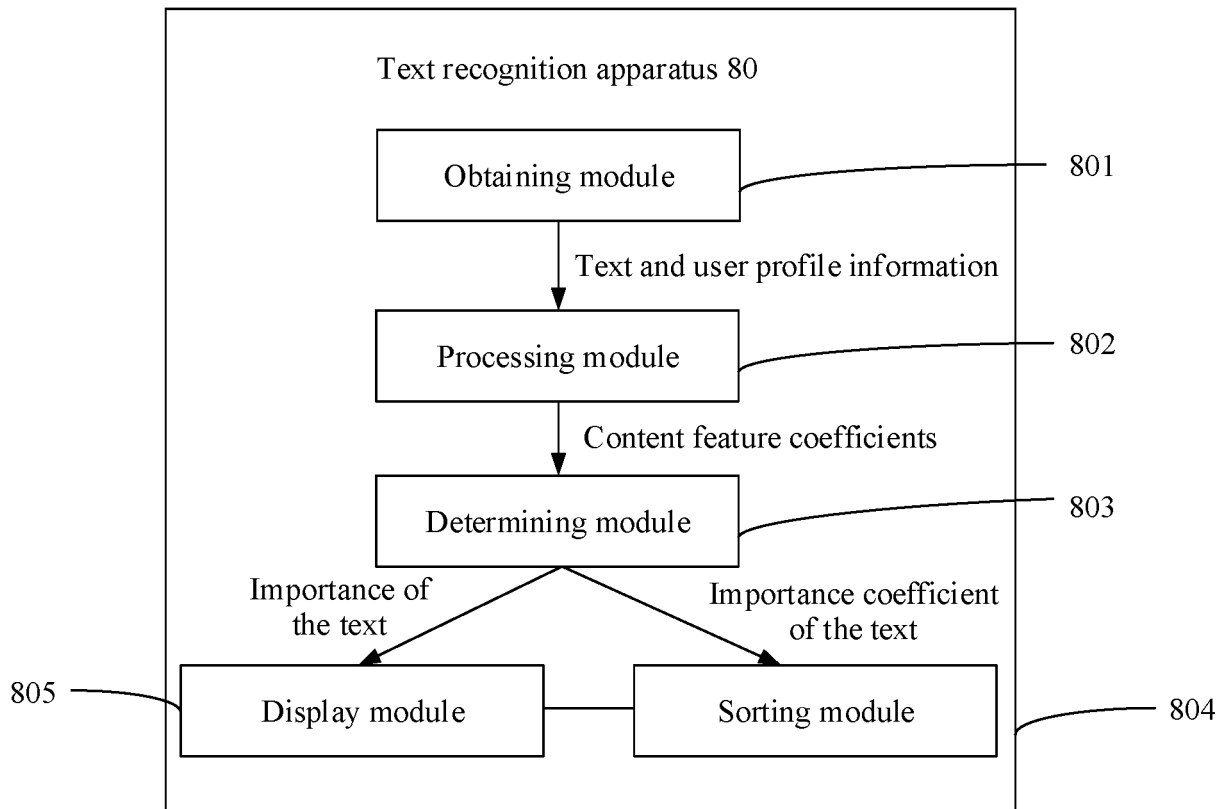 Text recognition apparatus 80
Obtaining module
801
Text and user profile information
Processing module
802
Content feature coefficients
Determining module
803
Importance of
the text
Importance coefficient
of the text
805
Display module
Sorting module
804